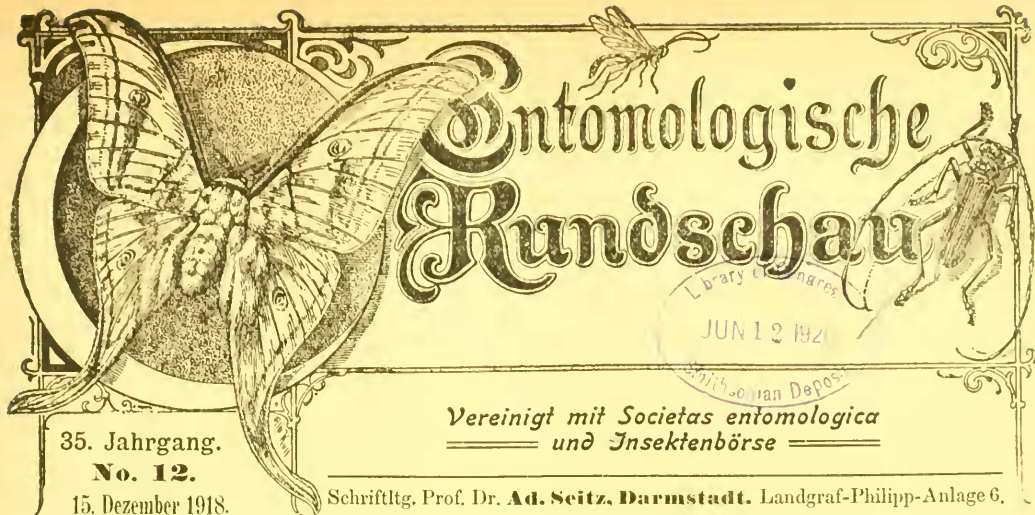 Entomologische
Rundschau
Library of Congress
JUN 12 192
Smithsonian Deposit
Vereinigt mit Societas entomologica
und Insektenbörse
35. Jahrgang.
No. 12.
15. Dezember 1918.
Schriftltg. Prof. Dr. Ad. Seitz, Darmstadt. Landgraf-Philipp-Anlage 6.